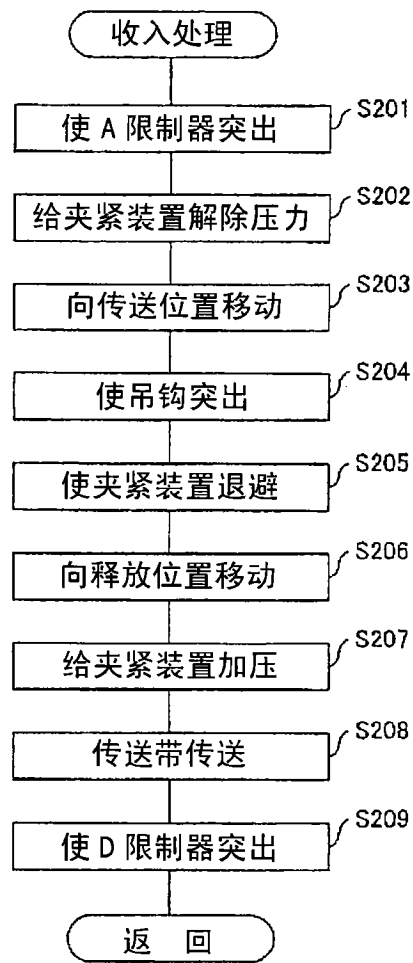 收入处理
使A限制器突出
S201
给夹紧装置解除压力
S202
向传送位置移动
S203
使吊钩突出
S204
使夹紧装置退避
S205
向释放位置移动
S206
给夹紧装置加压
S207
传送带传送
S208
使D限制器突出
S209
返 回